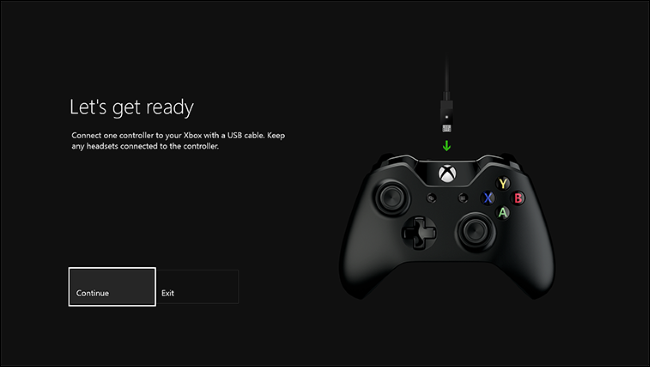 Let's get ready
Connect one controller to your Xbox with a USB cable. Keep
any headsets connected to the controller.
Y
X
B
A
Continue
Exit